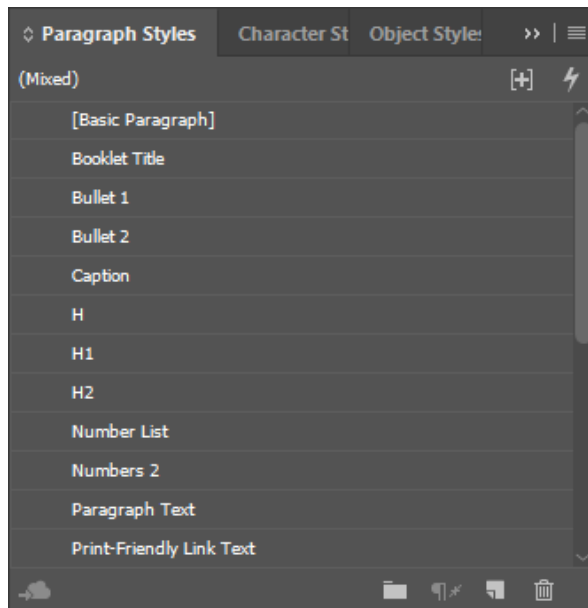 Paragraph Styles Character St Object Style
(Mixed)
[Basic Paragraph]
Booklet Title
Bullet 1
Bullet 2
Caption
H
H1
H2
Number List
Numbers 2
Paragraph Text
Print-Friendly Link Text